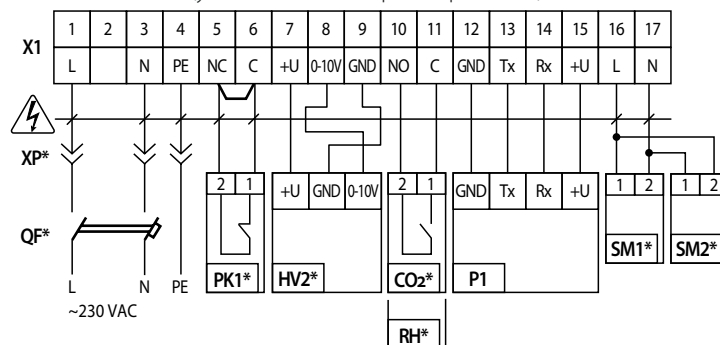 X1
1 2 3 4 5 6 7 8 9 10 11 12 13 14 15 16 17
L N PE NC C +U 0-10V GND NO C GND Tx Rx +U L N
XP*
2 1 +U GND 0-10V 2 1 GND Tx Rx +U 1 2 1 2
QF*
SM1* SM2*
PK1* HV2* CO2* P1
L N PE
~230 VAC
RH*